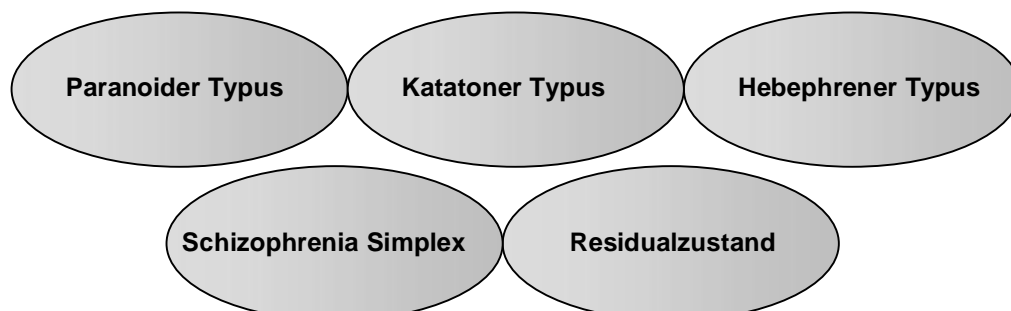 Paranoider Typus
Katatoner Typus
Hebephrener Typus
Schizophrenia Simplex
Residualzustand